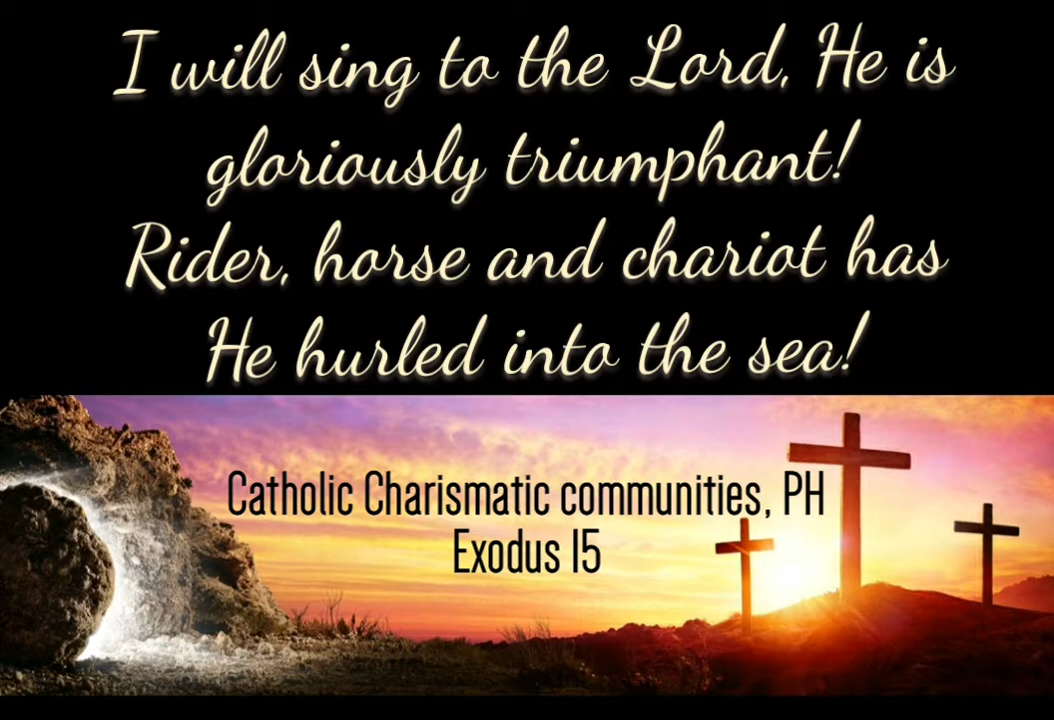 I will sing to the Lord, He is
gloriously triumphant!
Rider, horse and chariot has
He hurled into the sea!
Catholic Charismatic communities, PH
Exodus 15